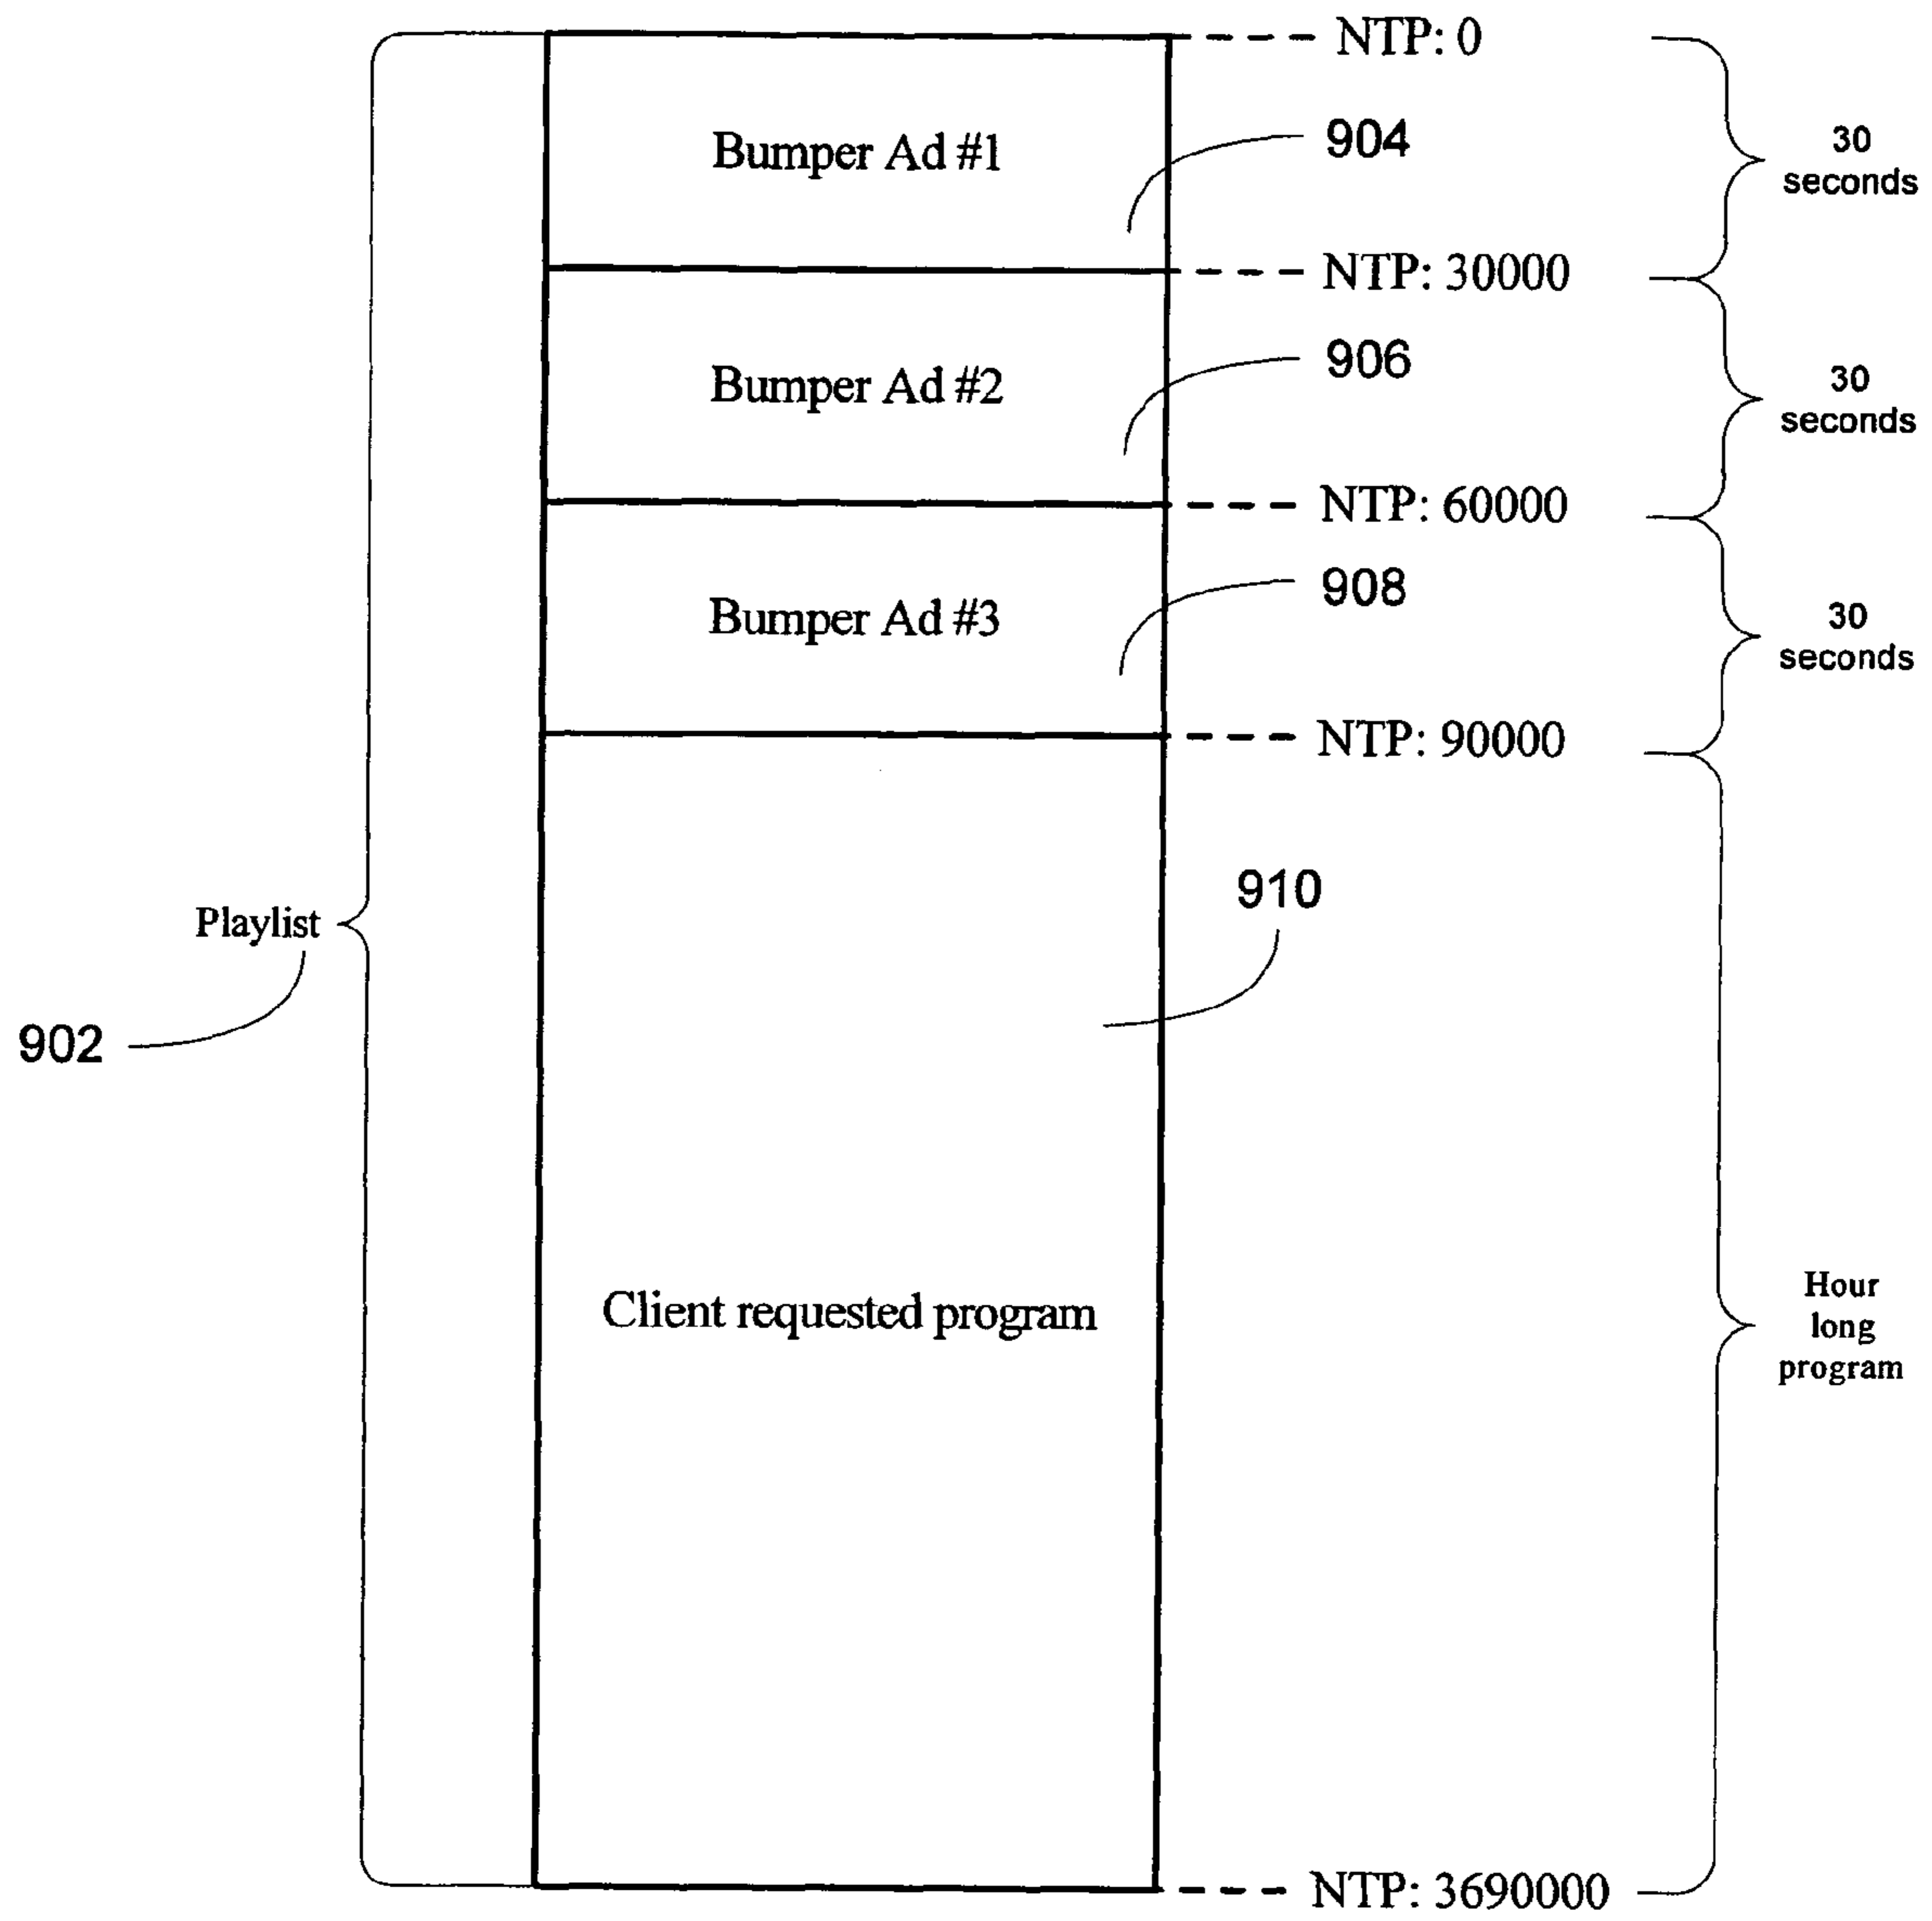 NTP: 0
Bumper Ad #1
904
30
seconds
NTP: 30000
Bumper Ad #2
906
30
seconds
NTP: 60000
Bumper Ad #3
908
30
seconds
NTP: 90000
910
Playlist
902
Client requested program
Hour
long
program
NTP: 3690000